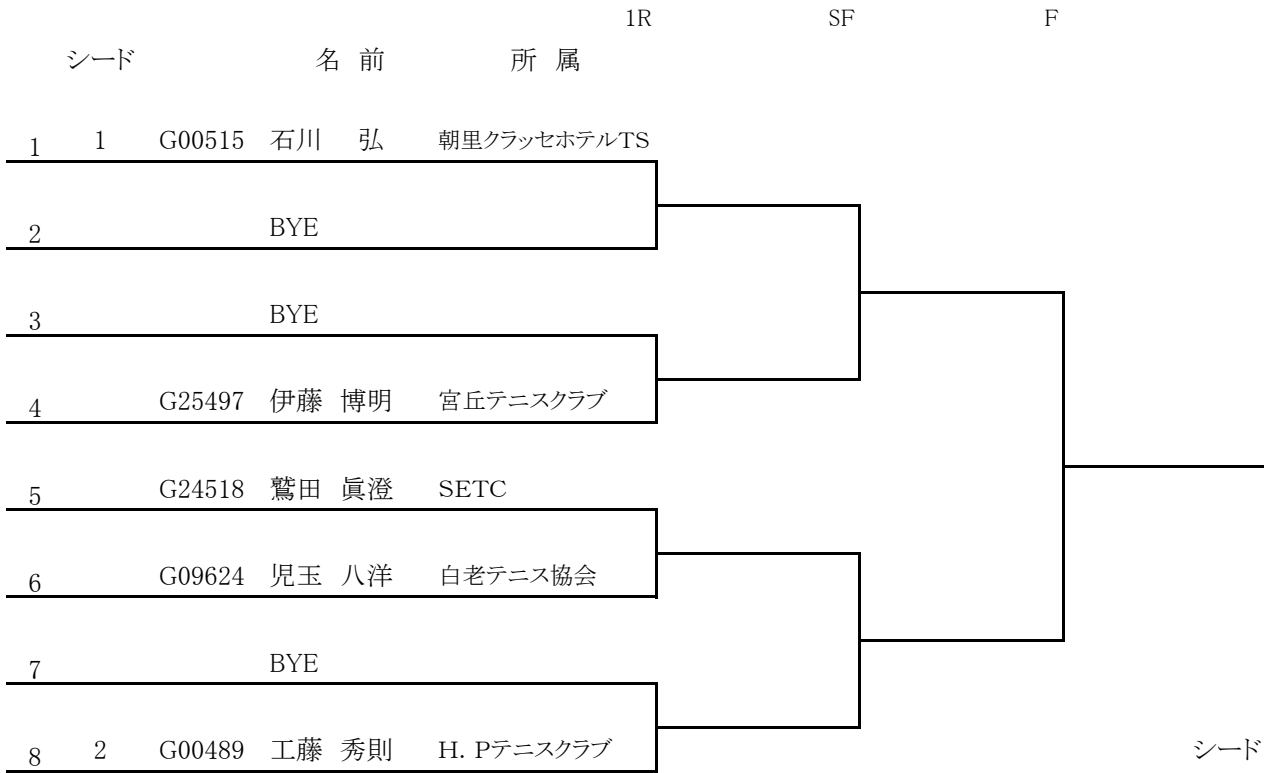 1R SF F
シード 名 前 所 属
1 1 G00515 石川 弘 朝里クラッセホテルTS
2 BYE
3 BYE
4 G25497 伊藤 博明 宮丘テニスクラブ
5 G24518 鷲田 眞澄 SETC
6 G09624 児玉 八洋 白老テニス協会
7 BYE
8 2 G00489 工藤 秀則 H.Pテニスクラブ シード